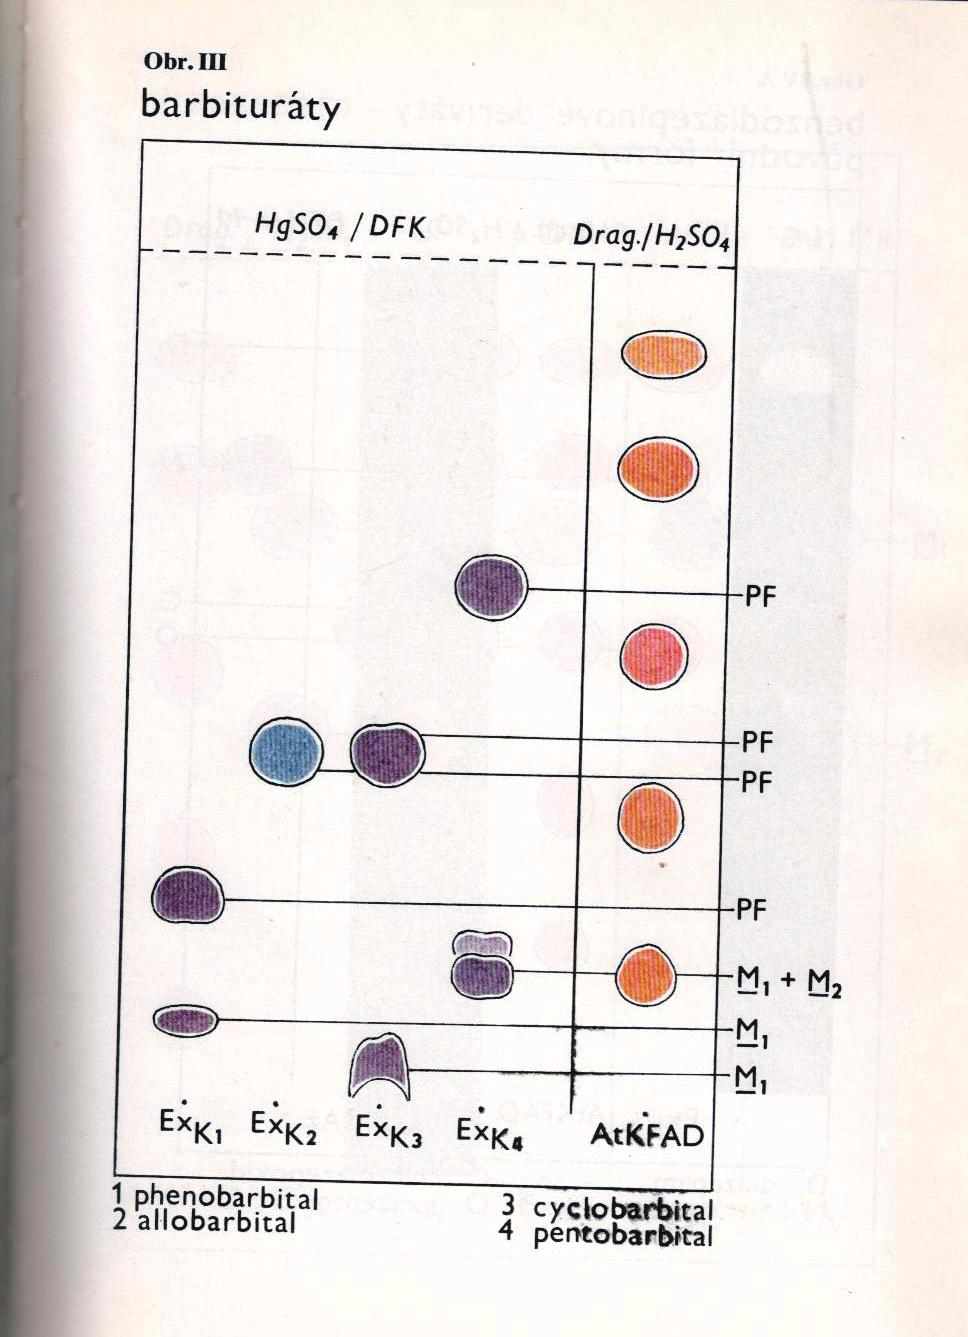 Obr. III
barbituráty
HgSO₄ / DFK
Drag./H₂SO₄
PF
PF
PF
PF
M₁ + M₂
M₁
M₁
ExK1
ExK2
ExK3
ExK4
AtKFAD
1 phenobarbital
2 allobarbital
3 cyclobarbital
4 pentobarbital